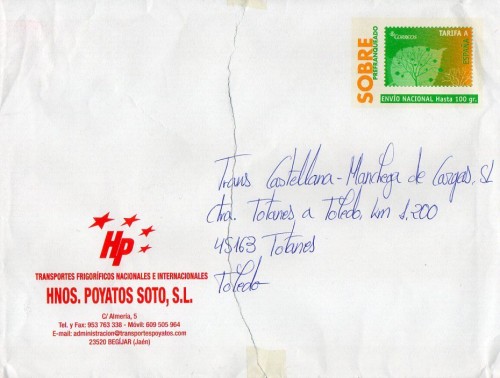 SOBRE
PREFRANQUEADO
CORREOS
TARIFA A
ESPAÑA
ENVÍO NACIONAL Hasta 100 gr.
Trans Castellana-Manchega de Cargas, SL
Ctra. Totanes a Toledo, km 1,200
45163 Totanes
Toledo
Hp
TRANSPORTES FRIGORÍFICOS NACIONALES E INTERNACIONALES
HNOS. POYATOS SOTO, S.L.
C/ Almería, 5
Tel. y Fax: 953 763 338 - Móvil: 609 505 964
E-mail: administracion@transportespoyatos.com
23520 BEGÍJAR (Jaén)